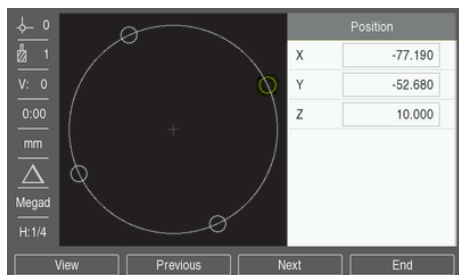 0
1
V: 0
0:00
mm
Megad
H:1/4
Position
X -77.190
Y -52.680
Z 10.000
View Previous Next End